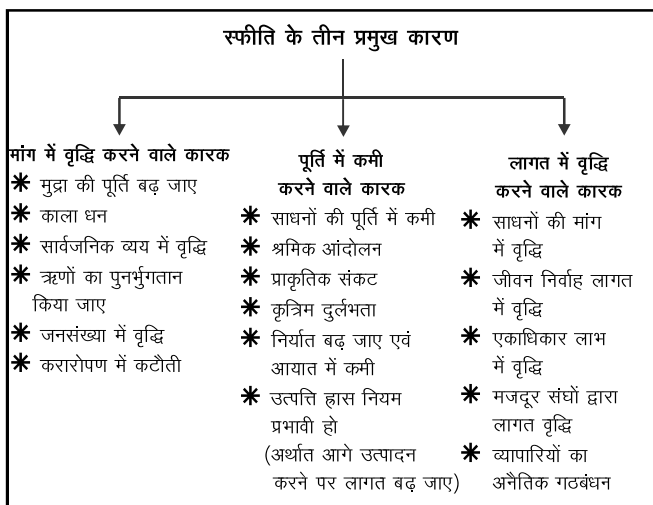 स्फीति के तीन प्रमुख कारण
मांग में वृद्धि करने वाले कारक
✱ मुद्रा की पूर्ति बढ़ जाए
✱ काला धन
✱ सार्वजनिक व्यय में वृद्धि
✱ ऋणों का पुनर्भुगतान
किया जाए
✱ जनसंख्या में वृद्धि
✱ करारोपण में कटौती
पूर्ति में कमी
करने वाले कारक
✱ साधनों की पूर्ति में कमी
✱ श्रमिक आंदोलन
✱ प्राकृतिक संकट
✱ कृत्रिम दुर्लभता
✱ निर्यात बढ़ जाए एवं
आयात में कमी
✱ उत्पत्ति ह्रास नियम
प्रभावी हो
(अर्थात आगे उत्पादन
करने पर लागत बढ़ जाए)
लागत में वृद्धि
करने वाले कारक
✱ साधनों की मांग
में वृद्धि
✱ जीवन निर्वाह लागत
में वृद्धि
✱ एकाधिकार लाभ
में वृद्धि
✱ मजदूर संघों द्वारा
लागत वृद्धि
✱ व्यापारियों का
अनैतिक गठबंधन